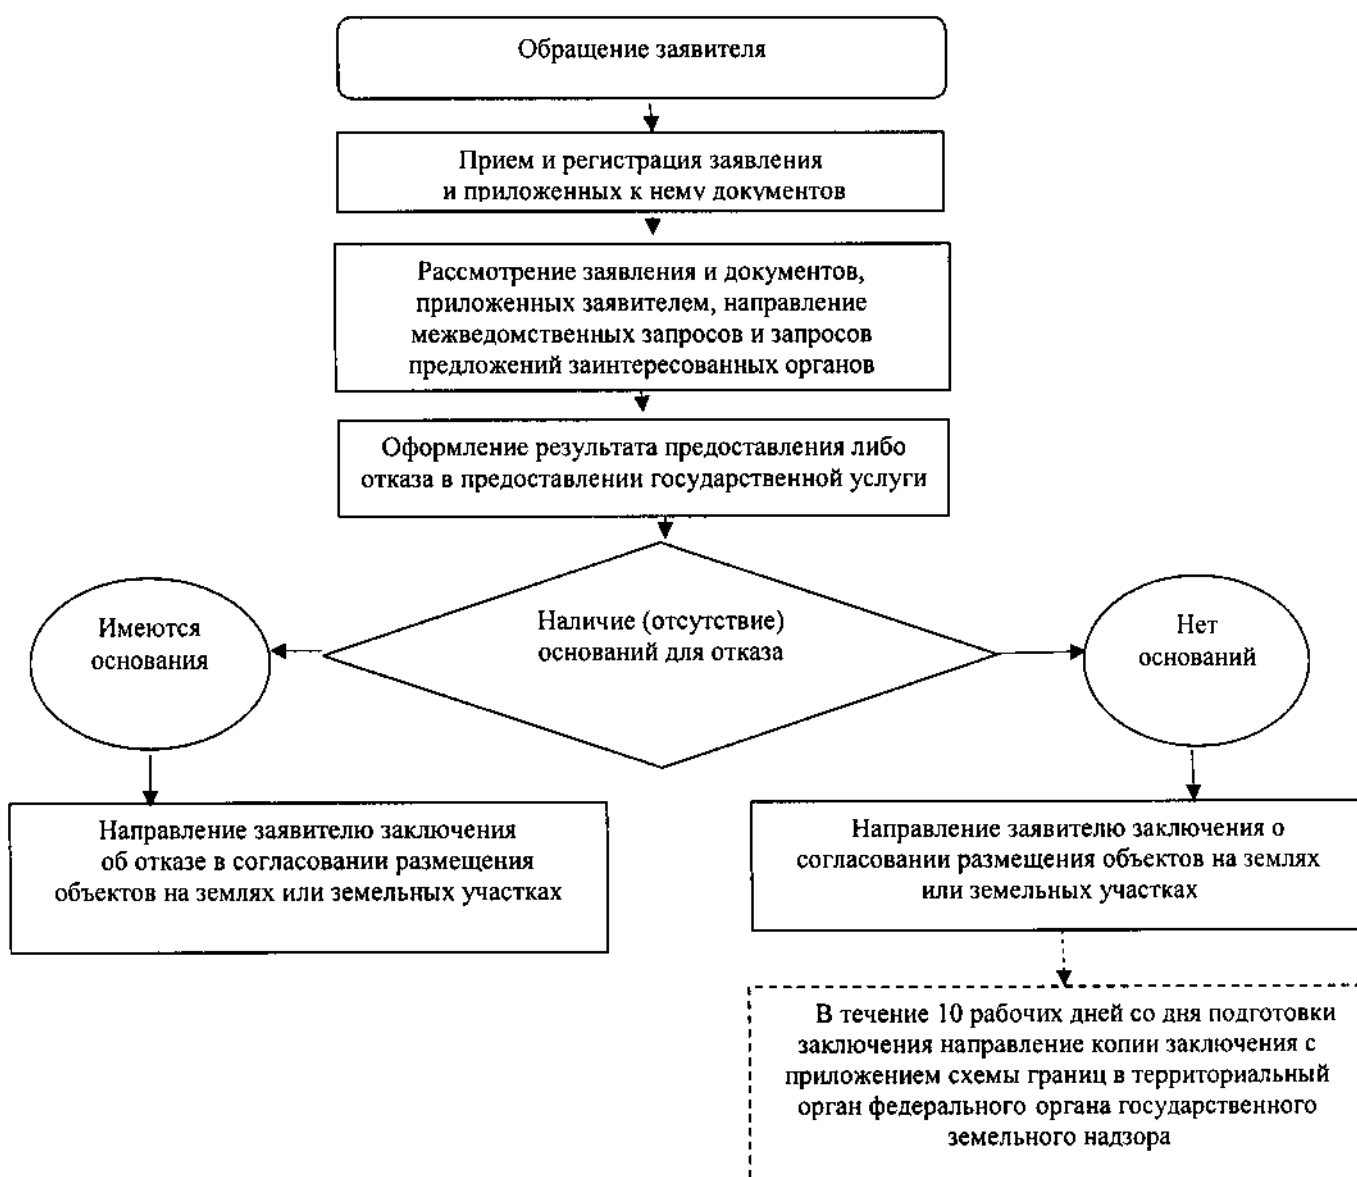 Обращение заявителя
Прием и регистрация заявления
и приложенных к нему документов
Рассмотрение заявления и документов,
приложенных заявителем, направление
межведомственных запросов и запросов
предложений заинтересованных органов
Оформление результата предоставления либо
отказа в предоставлении государственной услуги
Наличие (отсутствие)
оснований для отказа
Имеются
основания
Нет
оснований
Направление заявителю заключения
об отказе в согласовании размещения
объектов на землях или земельных участках
Направление заявителю заключения о
согласовании размещения объектов на землях
или земельных участках
В течение 10 рабочих дней со дня подготовки
заключения направление копии заключения с
приложением схемы границ в территориальный
орган федерального органа государственного
земельного надзора